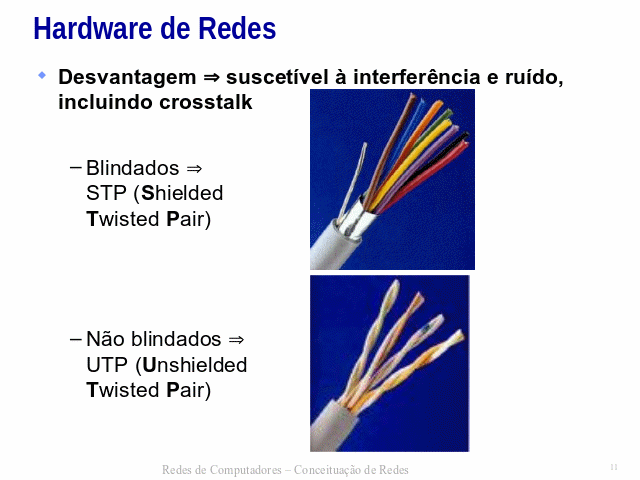 Hardware de Redes
Desvantagem ⇒ suscetível à interferência e ruído,
incluindo crosstalk
– Blindados ⇒
STP (Shielded
Twisted Pair)
– Não blindados ⇒
UTP (Unshielded
Twisted Pair)
Redes de Computadores – Conceituação de Redes
11